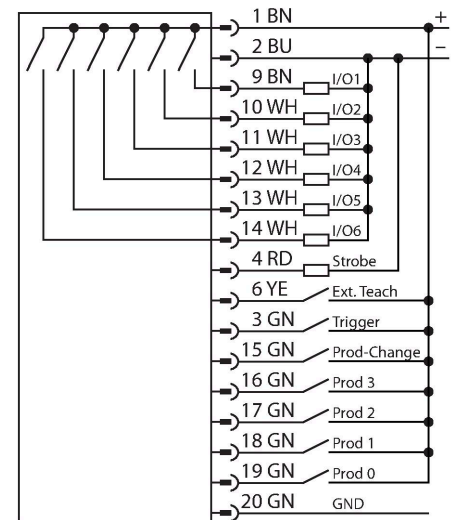 1 BN +
2 BU –
9 BN I/O1
10 WH I/O2
11 WH I/O3
12 WH I/O4
13 WH I/O5
14 WH I/O6
4 RD Strobe
6 YE Ext. Teach
3 GN Trigger
15 GN Prod-Change
16 GN Prod 3
17 GN Prod 2
18 GN Prod 1
19 GN Prod 0
20 GN GND